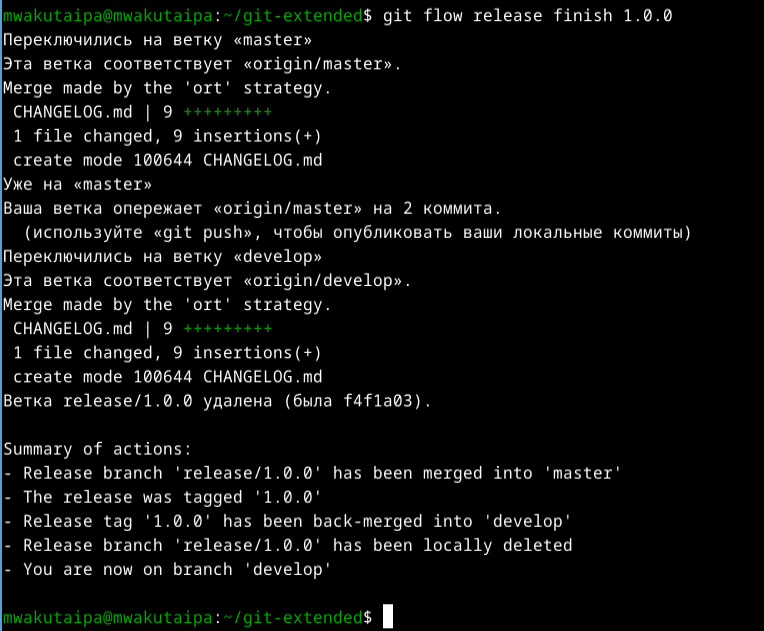 mwakutaipa@mwakutaipa:~/git-extended$ git flow release finish 1.0.0
Переключились на ветку «master»
Эта ветка соответствует «origin/master».
Merge made by the 'ort' strategy.
 CHANGELOG.md | 9 +++++++++
 1 file changed, 9 insertions(+)
 create mode 100644 CHANGELOG.md
Уже на «master»
Ваша ветка опережает «origin/master» на 2 коммита.
  (используйте «git push», чтобы опубликовать ваши локальные коммиты)
Переключились на ветку «develop»
Эта ветка соответствует «origin/develop».
Merge made by the 'ort' strategy.
 CHANGELOG.md | 9 +++++++++
 1 file changed, 9 insertions(+)
 create mode 100644 CHANGELOG.md
Ветка release/1.0.0 удалена (была f4f1a03).

Summary of actions:
- Release branch 'release/1.0.0' has been merged into 'master'
- The release was tagged '1.0.0'
- Release tag '1.0.0' has been back-merged into 'develop'
- Release branch 'release/1.0.0' has been locally deleted
- You are now on branch 'develop'

mwakutaipa@mwakutaipa:~/git-extended$